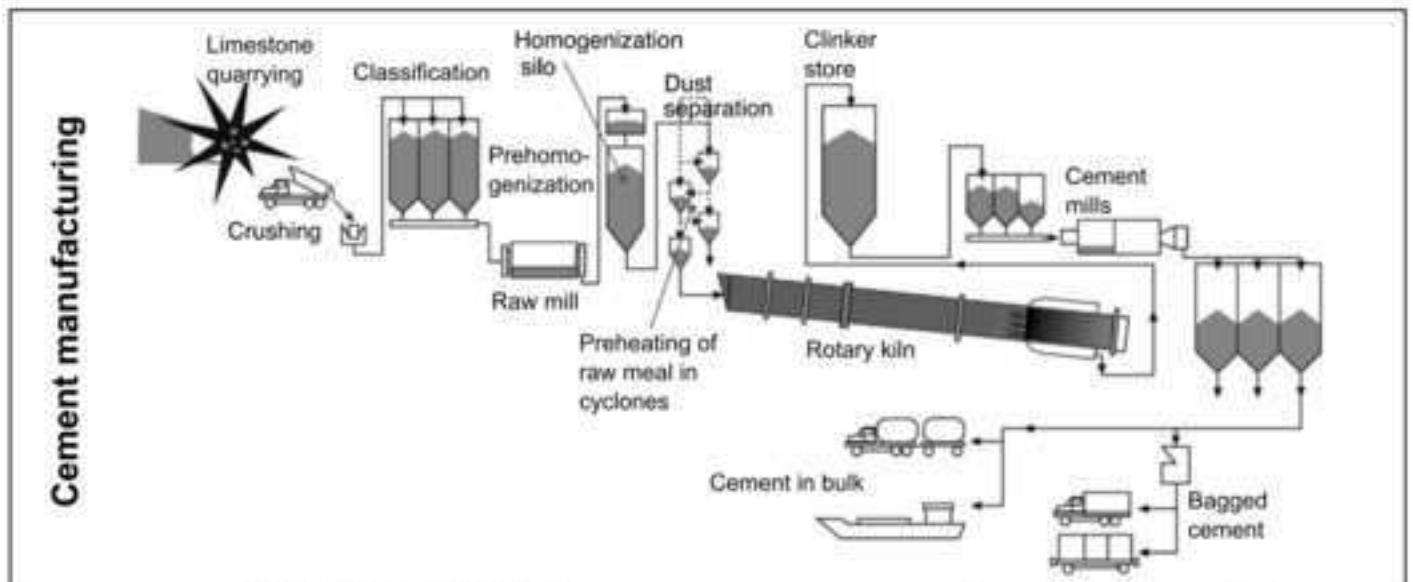 Cement manufacturing
Limestone
quarrying
Crushing
Classification
Prehomo-
genization
Raw mill
Homogenization
silo
Dust
separation
Preheating of
raw meal in
cyclones
Rotary kiln
Clinker
store
Cement
mills
Cement in bulk
Bagged
cement